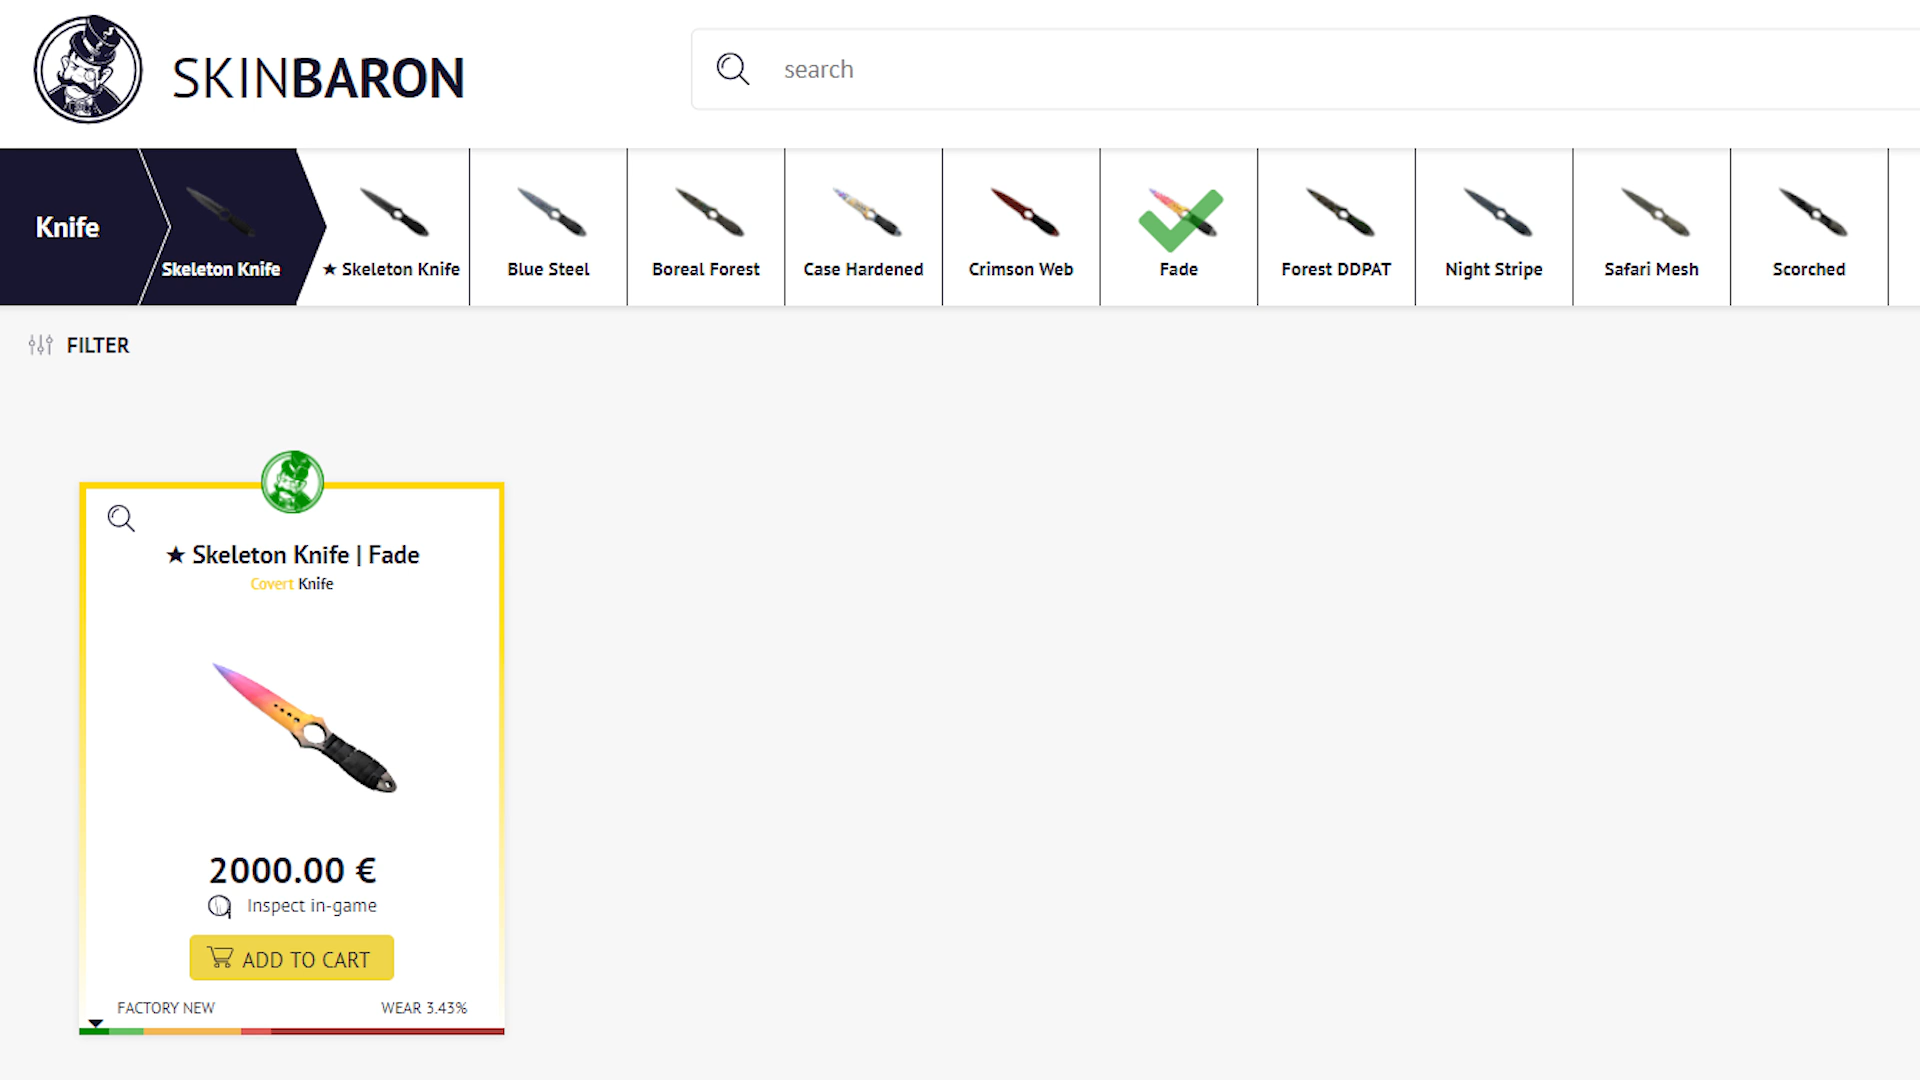 SKINBARON
search
Knife
Skeleton Knife
★ Skeleton Knife
Blue Steel
Boreal Forest
Case Hardened
Crimson Web
Fade
Forest DDPAT
Night Stripe
Safari Mesh
Scorched
FILTER
★ Skeleton Knife | Fade
Covert Knife
2000.00 €
Inspect in-game
ADD TO CART
FACTORY NEW
WEAR 3.43%